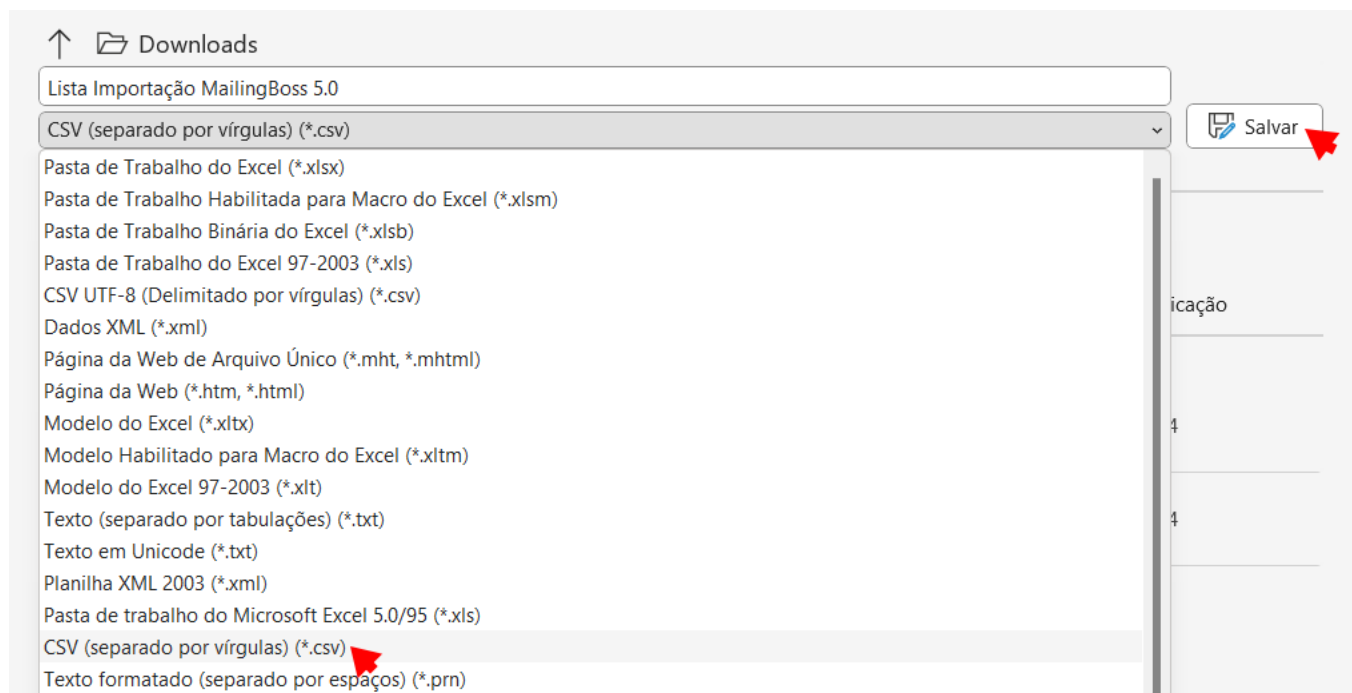 Downloads
Lista Importação MailingBoss 5.0
CSV (separado por vírgulas) (*.csv)
Salvar
Pasta de Trabalho do Excel (*.xlsx)
Pasta de Trabalho Habilitada para Macro do Excel (*.xlsm)
Pasta de Trabalho Binária do Excel (*.xlsb)
Pasta de Trabalho do Excel 97-2003 (*.xls)
CSV UTF-8 (Delimitado por vírgulas) (*.csv)
icação
Dados XML (*.xml)
Página da Web de Arquivo Único (*.mht, *.mhtml)
Página da Web (*.htm, *.html)
Modelo do Excel (*.xltx)
4
Modelo Habilitado para Macro do Excel (*.xltm)
Modelo do Excel 97-2003 (*.xlt)
Texto (separado por tabulações) (*.txt)
4
Texto em Unicode (*.txt)
Planilha XML 2003 (*.xml)
Pasta de trabalho do Microsoft Excel 5.0/95 (*.xls)
CSV (separado por vírgulas) (*.csv)
Texto formatado (separado por espaços) (*.prn)